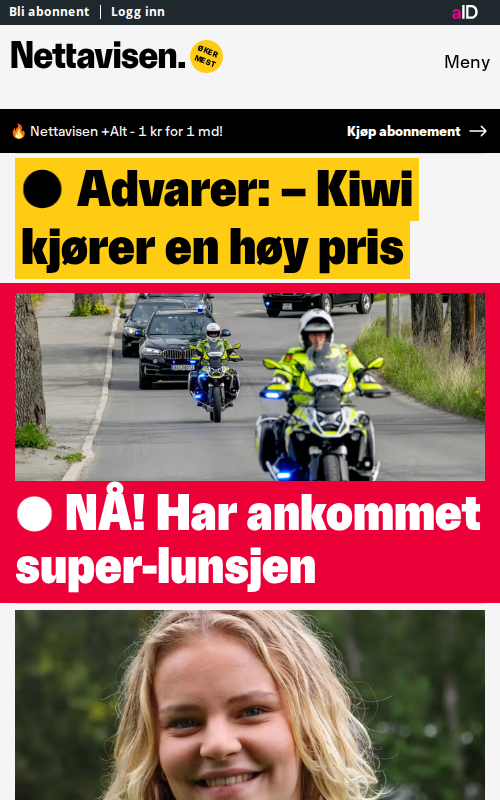 Bli abonnent | Logg inn
aID
Nettavisen.
ØKER
MEST
Meny
🔥 Nettavisen +Alt - 1 kr for 1 md!
Kjøp abonnement →
● Advarer: – Kiwi
kjører en høy pris
● NÅ! Har ankommet
super-lunsjen